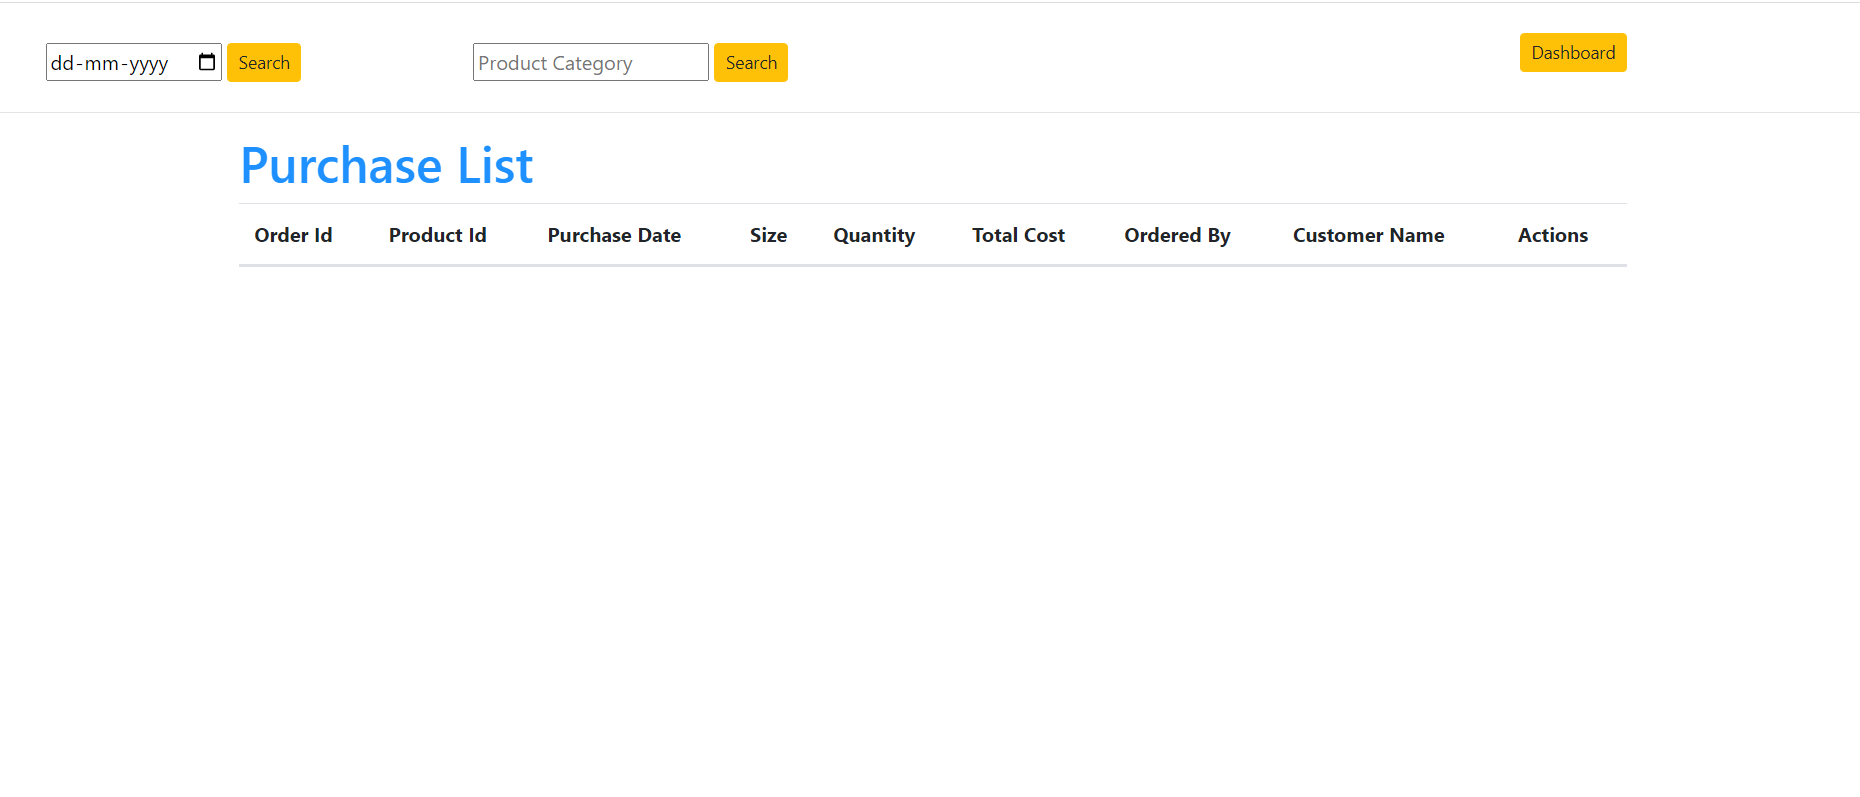 dd-mm-yyyy Search Product Category Search Dashboard
Purchase List
Order Id Product Id Purchase Date Size Quantity Total Cost Ordered By Customer Name Actions